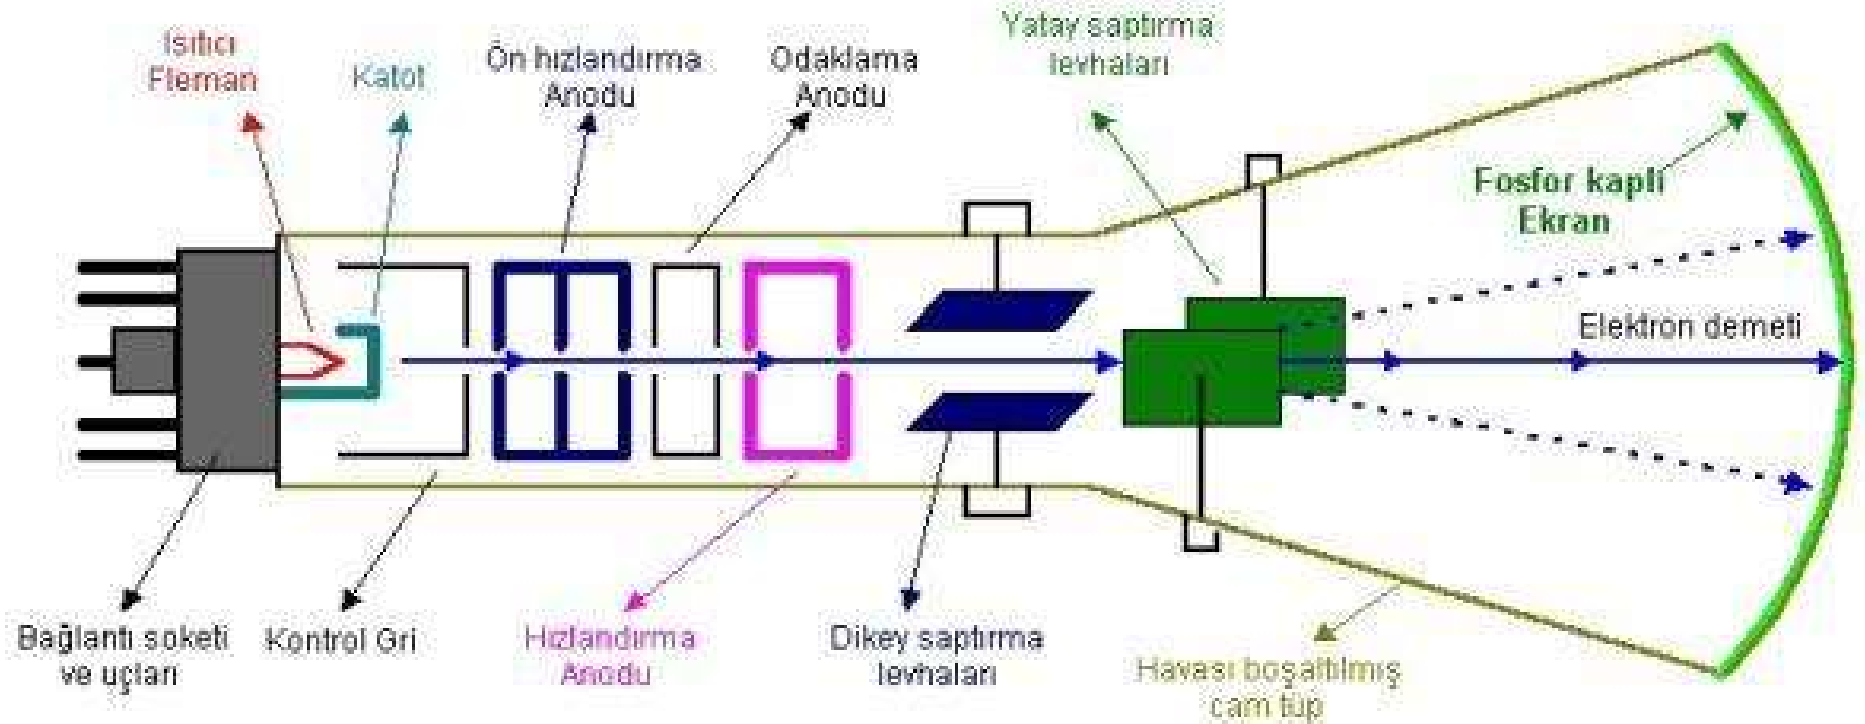 Isıtıcı
Fleman
Katot
Ön hızlandırma
Anodu
Odaklama
Anodu
Yatay saptırma
levhaları
Fosfor kaplı
Ekran
Elektron demeti
Bağlantı soketi
ve uçları
Kontrol Gri
Hızlandırma
Anodu
Dikey saptırma
levhaları
Havası boşaltılmış
cam tüp